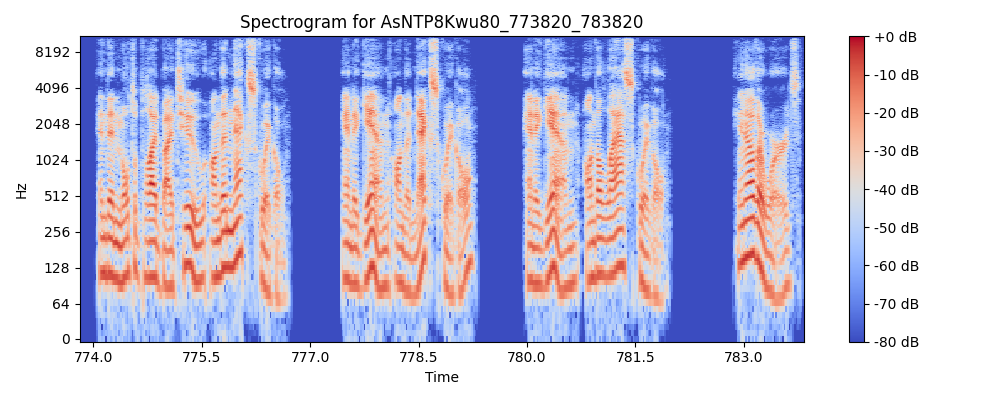 Spectrogram for AsNTP8Kwu80_773820_783820
8192
4096
2048
1024
512
256
128
64
0
Hz
774.0
775.5
777.0
778.5
780.0
781.5
783.0
Time
+0 dB
-10 dB
-20 dB
-30 dB
-40 dB
-50 dB
-60 dB
-70 dB
-80 dB